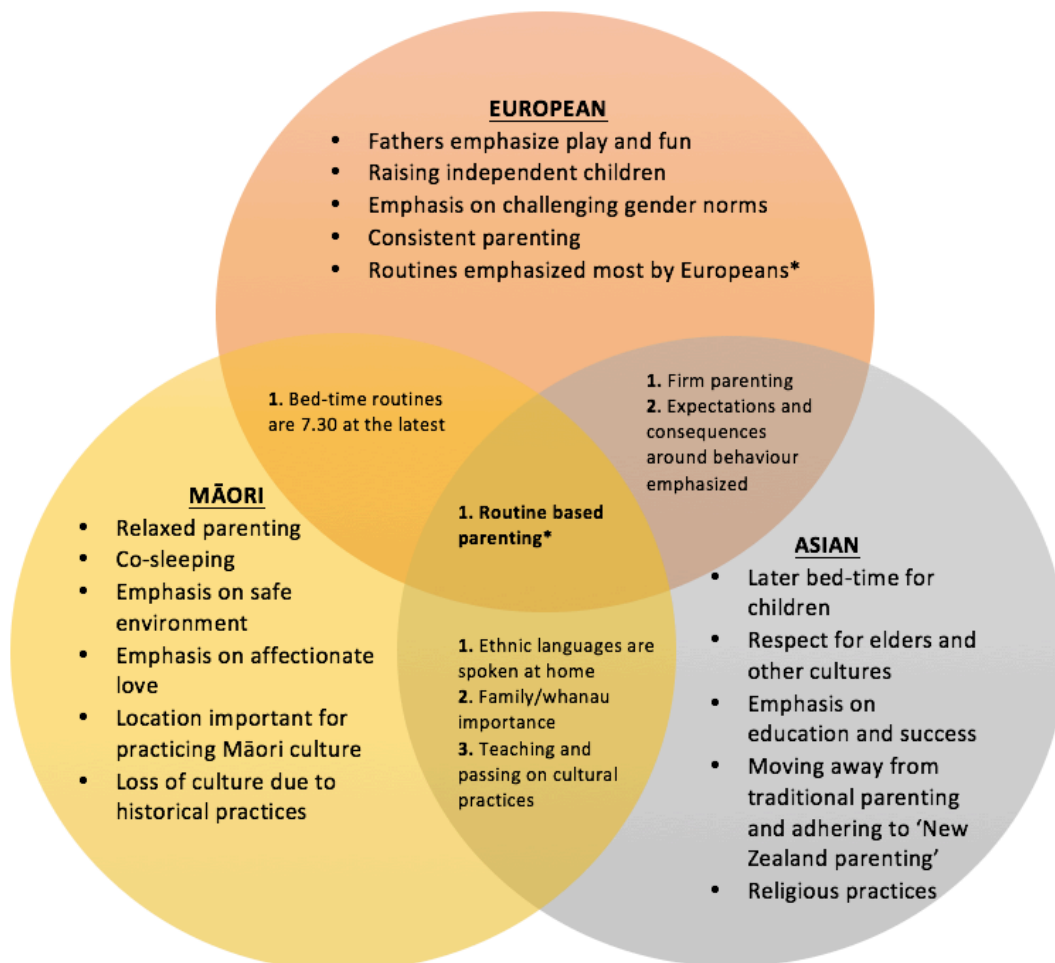 EUROPEAN
• Fathers emphasize play and fun
• Raising independent children
• Emphasis on challenging gender norms
• Consistent parenting
• Routines emphasized most by Europeans*
1. Bed-time routines
are 7.30 at the latest
1. Firm parenting
2. Expectations and
consequences
around behaviour
emphasized
MĀORI
• Relaxed parenting
• Co-sleeping
• Emphasis on safe
environment
• Emphasis on affectionate
love
• Location important for
practicing Māori culture
• Loss of culture due to
historical practices
1. Routine based
parenting*
1. Ethnic languages are
spoken at home
2. Family/whanau
importance
3. Teaching and
passing on cultural
practices
ASIAN
• Later bed-time for
children
• Respect for elders and
other cultures
• Emphasis on
education and success
• Moving away from
traditional parenting
and adhering to ‘New
Zealand parenting’
• Religious practices